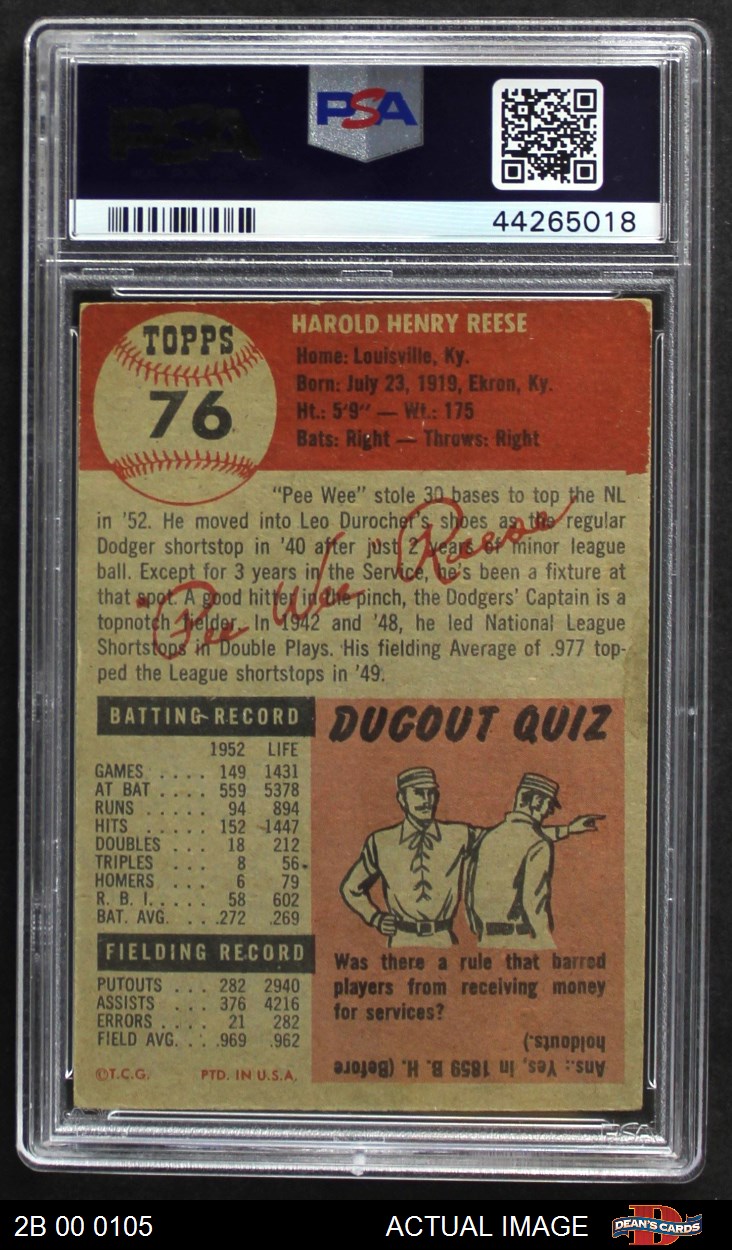 PSA
PSA
44265018
TOPPS
76
HAROLD HENRY REESE
Home: Louisville, Ky.
Born: July 23, 1919, Ekron, Ky.
Ht.: 5'9" — Wt.: 175
Bats: Right — Throws: Right
"Pee Wee" stole 30 bases to top the NL
in '52. He moved into Leo Durocher's shoes as the regular
Dodger shortstop in '40 after just 2 years of minor league
ball. Except for 3 years in the Service, he's been a fixture at
that spot. A good hitter in the pinch, the Dodgers' Captain is a
topnotch fielder. In 1942 and '48, he led National League
Shortstops in Double Plays. His fielding Average of .977 top-
ped the League shortstops in '49.
"Pee Wee" Reese
BATTING RECORD
1952 LIFE
GAMES .... 149 1431
AT BAT .... 559 5378
RUNS .... 94 894
HITS ..... 152 1447
DOUBLES .. 18 212
TRIPLES ... 8 56
HOMERS ... 6 79
R. B. I. .... 58 602
BAT. AVG. ... .272 .269
FIELDING RECORD
PUTOUTS ... 282 2940
ASSISTS .... 376 4216
ERRORS .... 21 282
FIELD AVG. ... .969 .962
©T.C.G. PTD. IN U.S.A.
DUGOUT QUIZ
Was there a rule that barred
players from receiving money
for services?
Ans.: Yes, in 1859 B. H. (Before
holdouts.)
PSA
2B 00 0105
ACTUAL IMAGE
D
DEAN'S CARDS